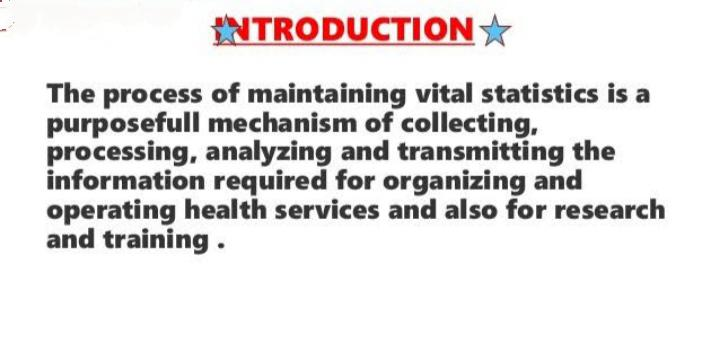 INTRODUCTION
The process of maintaining vital statistics is a
purposefull mechanism of collecting,
processing, analyzing and transmitting the
information required for organizing and
operating health services and also for research
and training .